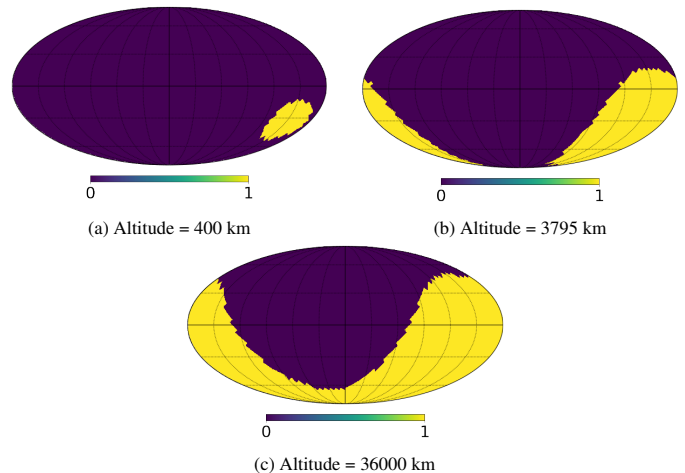 0 1
0 1
(a) Altitude = 400 km
(b) Altitude = 3795 km
0 1
(c) Altitude = 36000 km